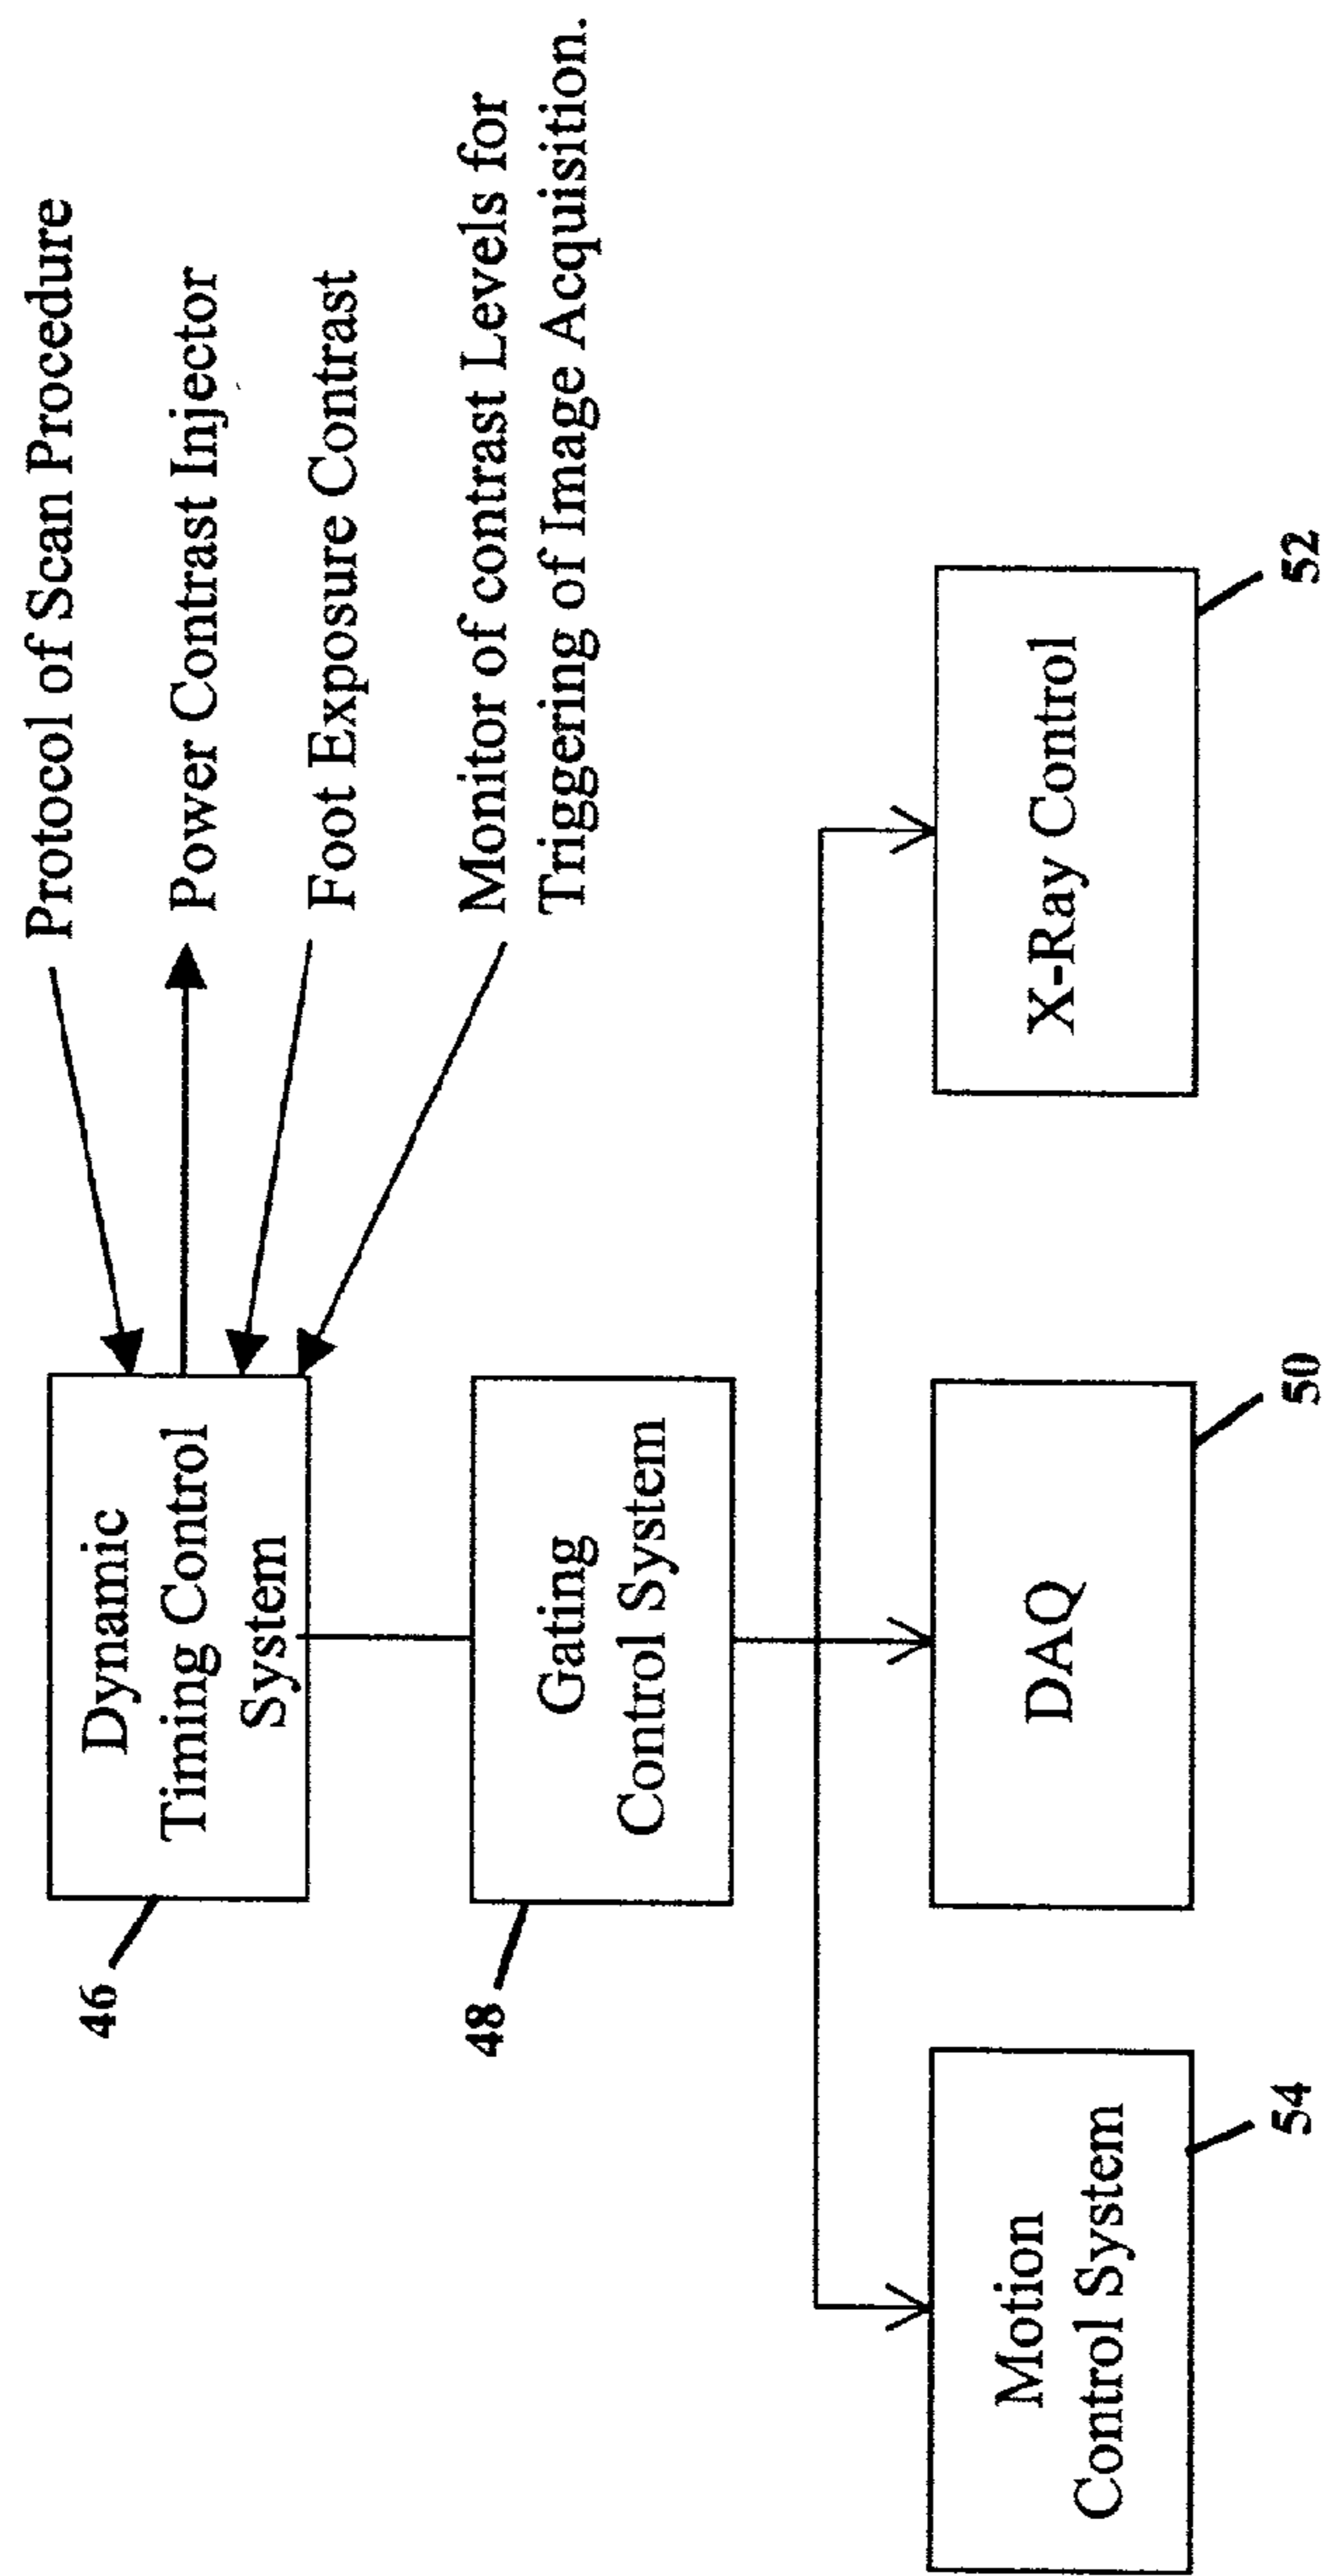 Protocol of Scan Procedure
Power Contrast Injector
Foot Exposure Contrast
Monitor of contrast Levels for
Triggering of Image Acquisition.
Dynamic
Timing Control
System
46
Gating
Control System
48
Motion
Control System
54
DAQ
50
X-Ray Control
52